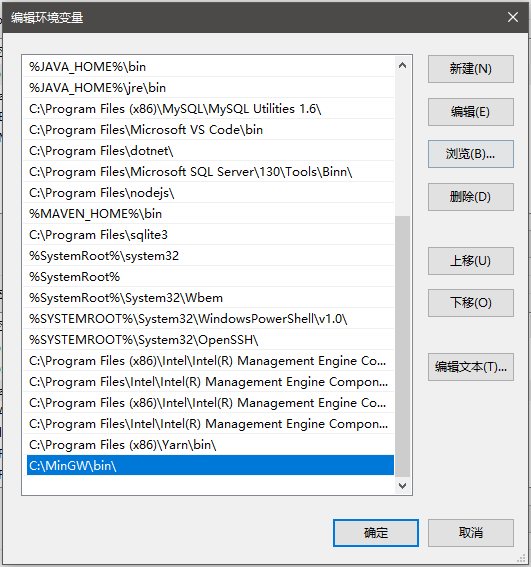 编辑环境变量
%JAVA_HOME%\bin
%JAVA_HOME%\jre\bin
C:\Program Files (x86)\MySQL\MySQL Utilities 1.6\
C:\Program Files\Microsoft VS Code\bin
C:\Program Files\dotnet\
C:\Program Files\Microsoft SQL Server\130\Tools\Binn\
C:\Program Files\nodejs\
%MAVEN_HOME%\bin
C:\Program Files\sqlite3
%SystemRoot%\system32
%SystemRoot%
%SystemRoot%\System32\Wbem
%SYSTEMROOT%\System32\WindowsPowerShell\v1.0\
%SYSTEMROOT%\System32\OpenSSH\
C:\Program Files (x86)\Intel\Intel(R) Management Engine Co...
C:\Program Files\Intel\Intel(R) Management Engine Compon...
C:\Program Files (x86)\Intel\Intel(R) Management Engine Co...
C:\Program Files\Intel\Intel(R) Management Engine Compon...
C:\Program Files (x86)\Yarn\bin\
C:\MinGW\bin\
新建(N)
编辑(E)
浏览(B)...
删除(D)
上移(U)
下移(O)
编辑文本(T)...
确定
取消